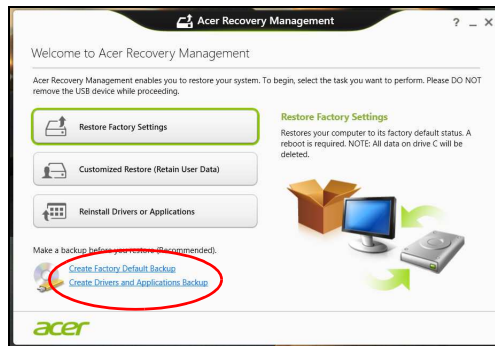 Acer Recovery Management
? _ X
Welcome to Acer Recovery Management
Acer Recovery Management enables you to restore your system. To begin, select the task you want to perform. Please DO NOT
remove the USB device while proceeding.
Restore Factory Settings
Customized Restore (Retain User Data)
Reinstall Drivers or Applications
Restore Factory Settings
Restores your computer to its factory default status. A
reboot is required. NOTE: All data on drive C will be
deleted.
Make a backup before you restore (Recommended).
Create Factory Default Backup
Create Drivers and Applications Backup
acer